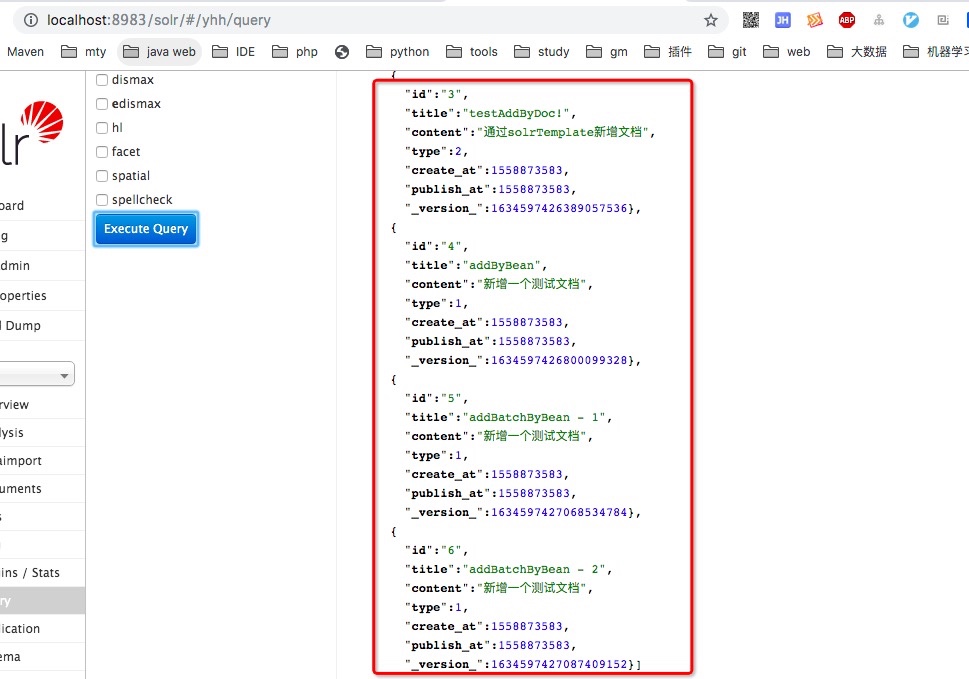 localhost:8983/solr/#/yhh/query
JH
ABP
Maven mty java web IDE php python tools study gm 插件 git web 大数据 机器学习
lr
oard
g
dmin
operties
l Dump
rview
lysis
aimport
uments
s
ins / Stats
ry
ication
ema
dismax
edismax
hl
facet
spatial
spellcheck
Execute Query
{
"id":"3",
"title":"testAddByDoc!",
"content":"通过solrTemplate新增文档",
"type":2,
"create_at":1558873583,
"publish_at":1558873583,
"_version_":1634597426389057536},
{
"id":"4",
"title":"addByBean",
"content":"新增一个测试文档",
"type":1,
"create_at":1558873583,
"publish_at":1558873583,
"_version_":1634597426800099328},
{
"id":"5",
"title":"addBatchByBean - 1",
"content":"新增一个测试文档",
"type":1,
"create_at":1558873583,
"publish_at":1558873583,
"_version_":1634597427068534784},
{
"id":"6",
"title":"addBatchByBean - 2",
"content":"新增一个测试文档",
"type":1,
"create_at":1558873583,
"publish_at":1558873583,
"_version_":1634597427087409152}]